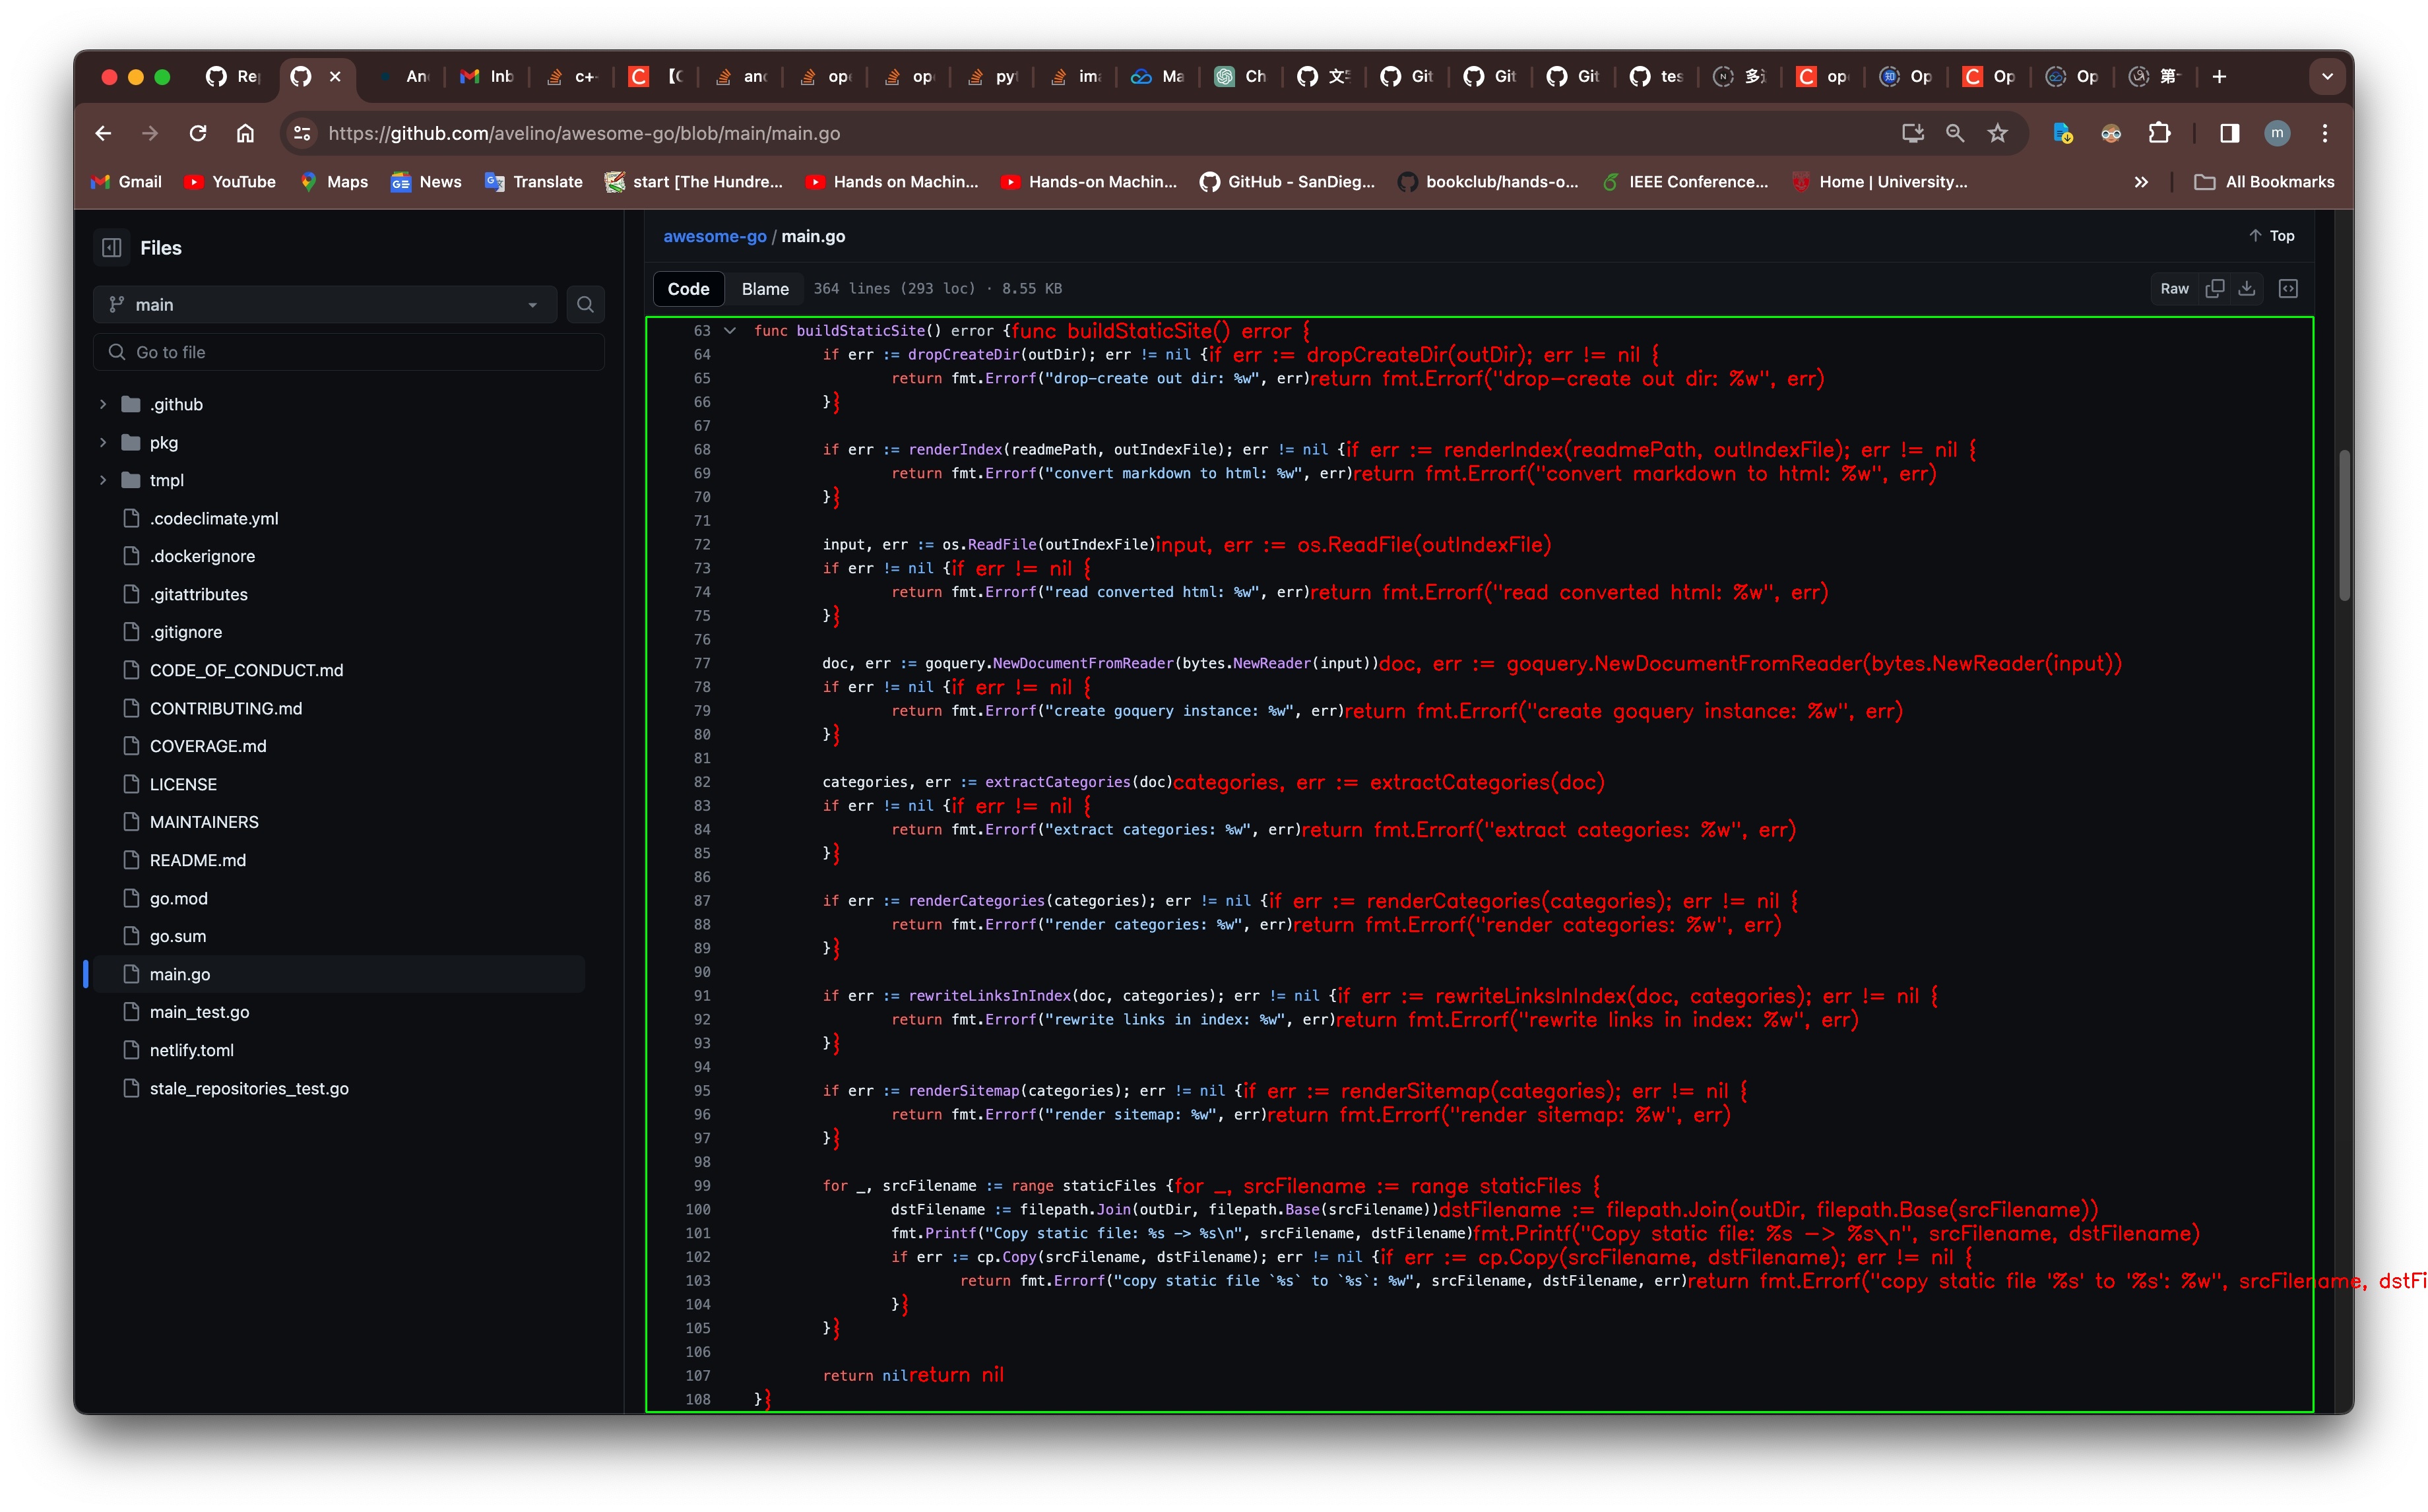 Re
An
Inb
c++
【C
and
ope
op
pyt
ima
Ma
Ch
文
Git
Git
Git
tes
多
op
Op
Op
Op
第一
https://github.com/avelino/awesome-go/blob/main/main.go
m
Gmail
YouTube
Maps
News
Translate
start [The Hundre...
Hands on Machin...
Hands-on Machin...
GitHub - SanDieg...
bookclub/hands-o...
IEEE Conference...
Home | University...
All Bookmarks
Files
main
Go to file
.github
pkg
tmpl
.codeclimate.yml
.dockerignore
.gitattributes
.gitignore
CODE_OF_CONDUCT.md
CONTRIBUTING.md
COVERAGE.md
LICENSE
MAINTAINERS
README.md
go.mod
go.sum
main.go
main_test.go
netlify.toml
stale_repositories_test.go
awesome-go / main.go
Top
Code Blame 364 lines (293 loc) · 8.55 KB
Raw
63 func buildStaticSite() error {func buildStaticSite() error {
64 if err := dropCreateDir(outDir); err != nil {if err := dropCreateDir(outDir); err != nil {
65 return fmt.Errorf("drop-create out dir: %w", err)return fmt.Errorf("drop-create out dir: %w", err)
66 }}
67
68 if err := renderIndex(readmePath, outIndexFile); err != nil {if err := renderIndex(readmePath, outIndexFile); err != nil {
69 return fmt.Errorf("convert markdown to html: %w", err)return fmt.Errorf("convert markdown to html: %w", err)
70 }}
71
72 input, err := os.ReadFile(outIndexFile)input, err := os.ReadFile(outIndexFile)
73 if err != nil {if err != nil {
74 return fmt.Errorf("read converted html: %w", err)return fmt.Errorf("read converted html: %w", err)
75 }}
76
77 doc, err := goquery.NewDocumentFromReader(bytes.NewReader(input))doc, err := goquery.NewDocumentFromReader(bytes.NewReader(input))
78 if err != nil {if err != nil {
79 return fmt.Errorf("create goquery instance: %w", err)return fmt.Errorf("create goquery instance: %w", err)
80 }}
81
82 categories, err := extractCategories(doc)categories, err := extractCategories(doc)
83 if err != nil {if err != nil {
84 return fmt.Errorf("extract categories: %w", err)return fmt.Errorf("extract categories: %w", err)
85 }}
86
87 if err := renderCategories(categories); err != nil {if err := renderCategories(categories); err != nil {
88 return fmt.Errorf("render categories: %w", err)return fmt.Errorf("render categories: %w", err)
89 }}
90
91 if err := rewriteLinksInIndex(doc, categories); err != nil {if err := rewriteLinksInIndex(doc, categories); err != nil {
92 return fmt.Errorf("rewrite links in index: %w", err)return fmt.Errorf("rewrite links in index: %w", err)
93 }}
94
95 if err := renderSitemap(categories); err != nil {if err := renderSitemap(categories); err != nil {
96 return fmt.Errorf("render sitemap: %w", err)return fmt.Errorf("render sitemap: %w", err)
97 }}
98
99 for _, srcFilename := range staticFiles {for _, srcFilename := range staticFiles {
100 dstFilename := filepath.Join(outDir, filepath.Base(srcFilename))dstFilename := filepath.Join(outDir, filepath.Base(srcFilename))
101 fmt.Printf("Copy static file: %s -> %s\n", srcFilename, dstFilename)fmt.Printf("Copy static file: %s -> %s\n", srcFilename, dstFilename)
102 if err := cp.Copy(srcFilename, dstFilename); err != nil {if err := cp.Copy(srcFilename, dstFilename); err != nil {
103 return fmt.Errorf("copy static file `%s` to `%s`: %w", srcFilename, dstFilename, err)return fmt.Errorf("copy static file '%s' to '%s': %w", srcFilename, dstFi
104 }}
105 }}
106
107 return nilreturn nil
108 }}